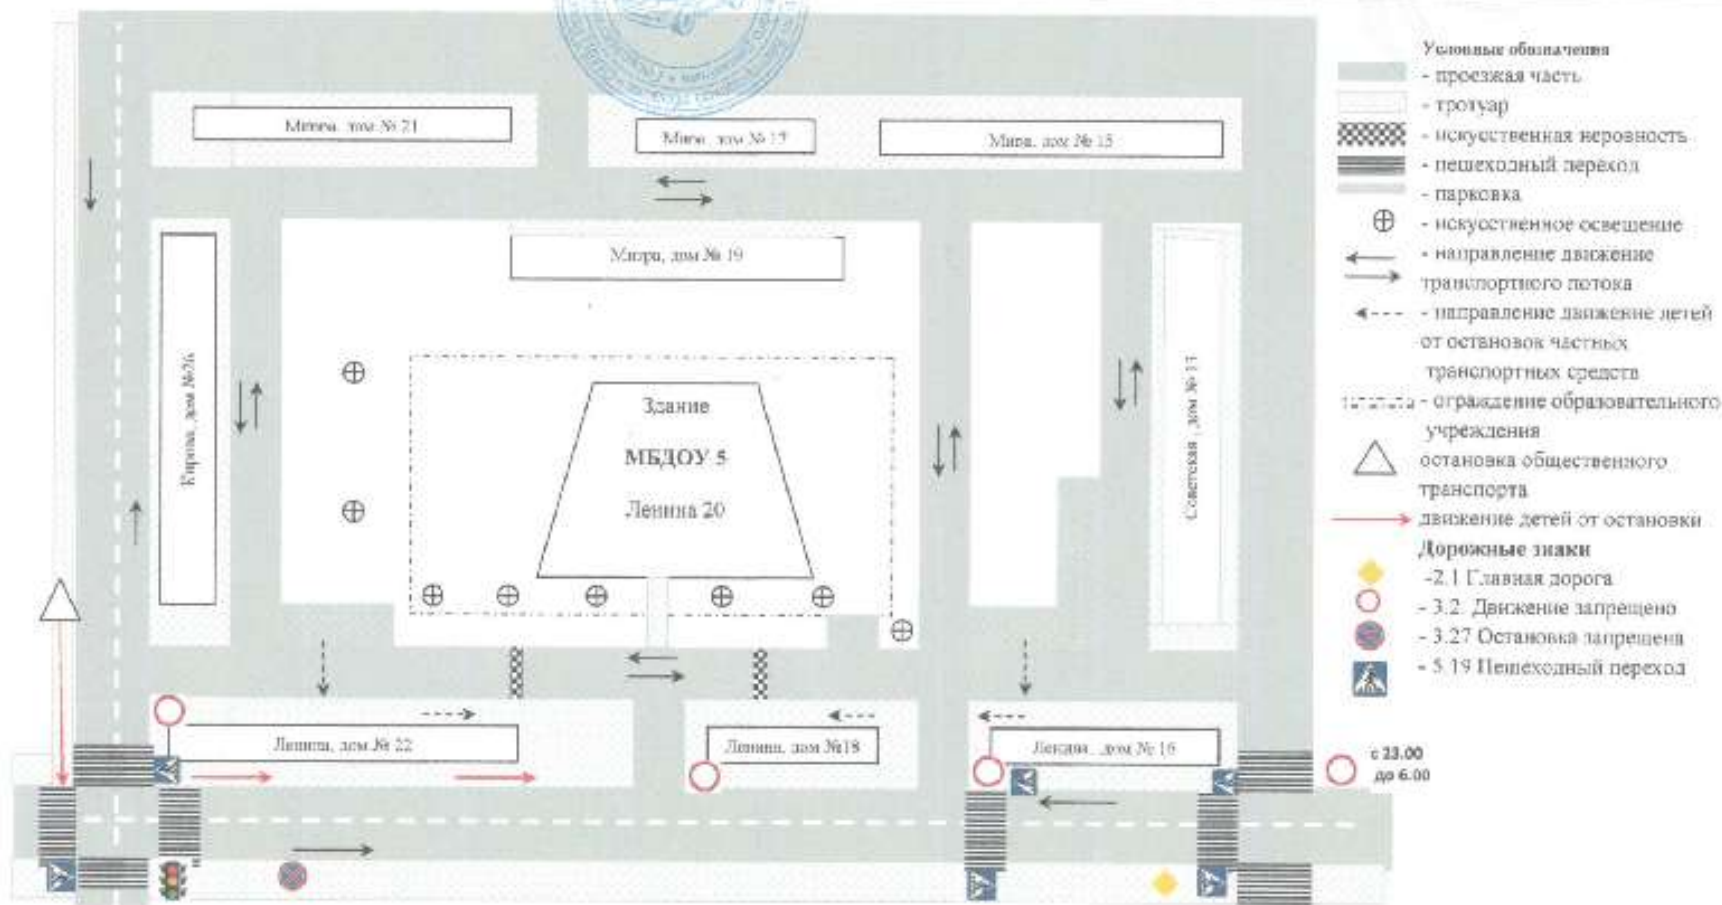 Мира, дом № 21
Мира, дом № 17
Мира, дом № 15
Мира, дом № 19
Кирова, дом №26
Здание
МБДОУ 5
Ленина 20
Советская , дом № 13
Ленина, дом № 22
Ленина, дом №18
Ленина, дом № 16
с 23.00
до 6.00
Условные обозначения
- проезжая часть
- тротуар
- искусственная неровность
- пешеходный переход
- парковка
- искусственное освещение
- направление движение
транспортного потока
- направление движение детей
от остановок частных
транспортных средств
- ограждение образовательного
учреждения
остановка общественного
транспорта
движение детей от остановки
Дорожные знаки
-2.1 Главная дорога
- 3.2. Движение запрещено
- 3.27 Остановка запрещена
- 5.19 Пешеходный переход